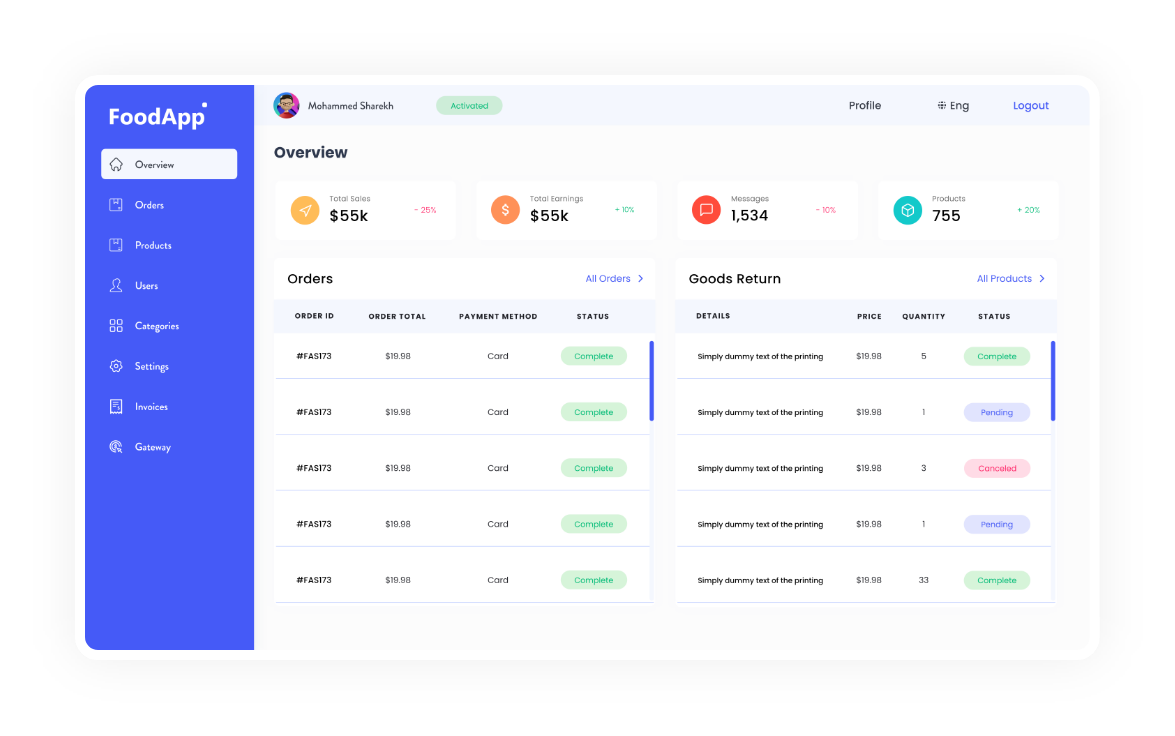 FoodApp
Mohammed Sharekh Activated Profile Eng Logout
Overview
Orders
Products
Users
Categories
Settings
Invoices
Gateway
Overview
Total Sales
$55k - 25%
Total Earnings
$55k + 10%
Messages
1,534 - 10%
Products
755 + 20%
Orders All Orders >
ORDER ID ORDER TOTAL PAYMENT METHOD STATUS
#FAS173 $19.98 Card Complete
#FAS173 $19.98 Card Complete
#FAS173 $19.98 Card Complete
#FAS173 $19.98 Card Complete
#FAS173 $19.98 Card Complete
Goods Return All Products >
DETAILS PRICE QUANTITY STATUS
Simply dummy text of the printing $19.98 5 Complete
Simply dummy text of the printing $19.98 1 Pending
Simply dummy text of the printing $19.98 3 Canceled
Simply dummy text of the printing $19.98 1 Pending
Simply dummy text of the printing $19.98 33 Complete